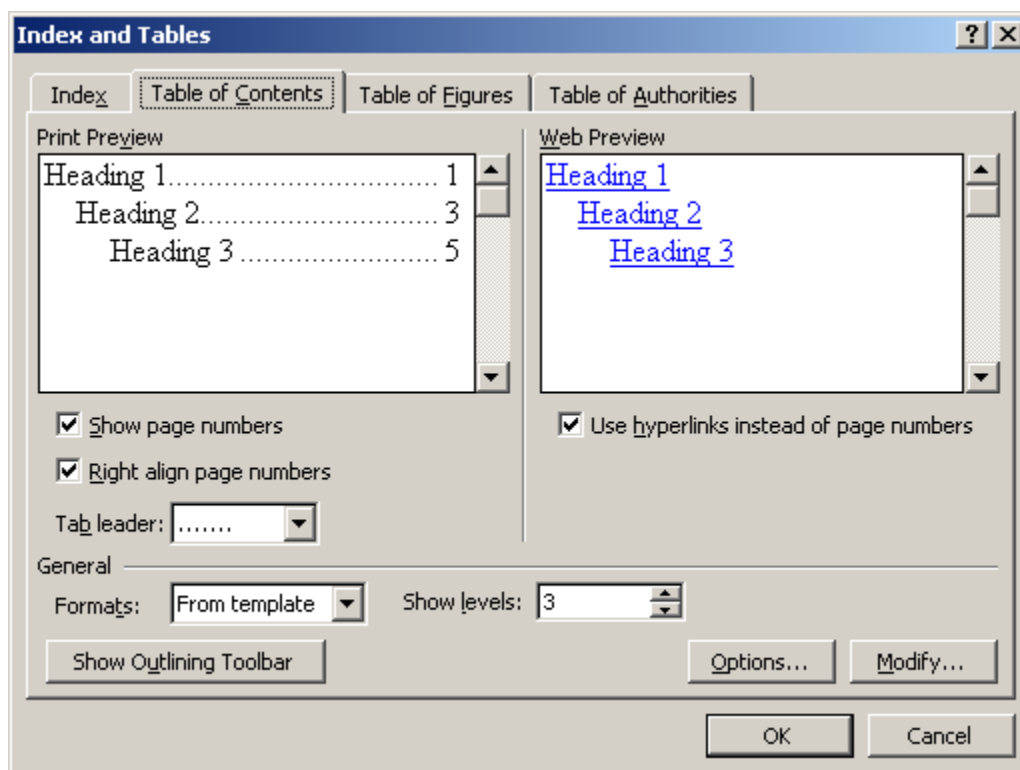 Index and Tables
Index Table of Contents Table of Figures Table of Authorities
Print Preview
Heading 1.................................. 1
Heading 2.............................. 3
Heading 3 ......................... 5
Web Preview
Heading 1
Heading 2
Heading 3
Show page numbers
Right align page numbers
Tab leader: .......
Use hyperlinks instead of page numbers
General
Formats: From template Show levels: 3
Show Outlining Toolbar Options... Modify...
OK Cancel